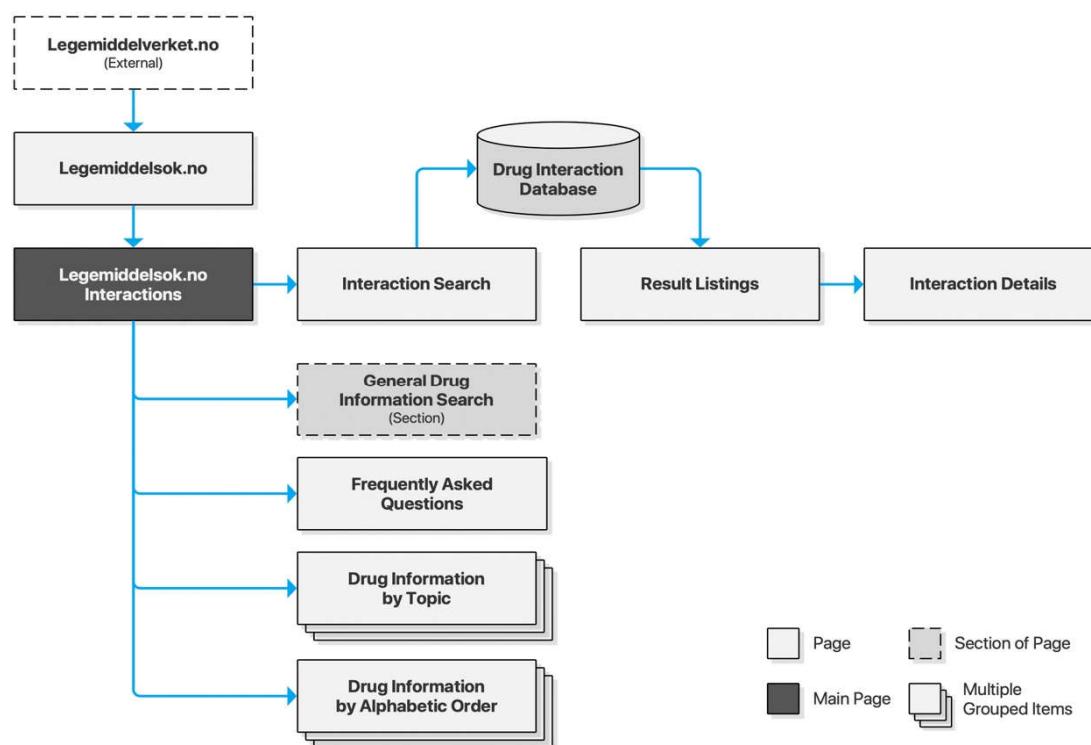 Legemiddelverket.no
(External)
Legemiddelsok.no
Drug Interaction
Database
Legemiddelsok.no
Interactions
Interaction Search
Result Listings
Interaction Details
General Drug
Information Search
(Section)
Frequently Asked
Questions
Drug Information
by Topic
Drug Information
by Alphabetic Order
Page
Section of Page
Main Page
Multiple
Grouped Items